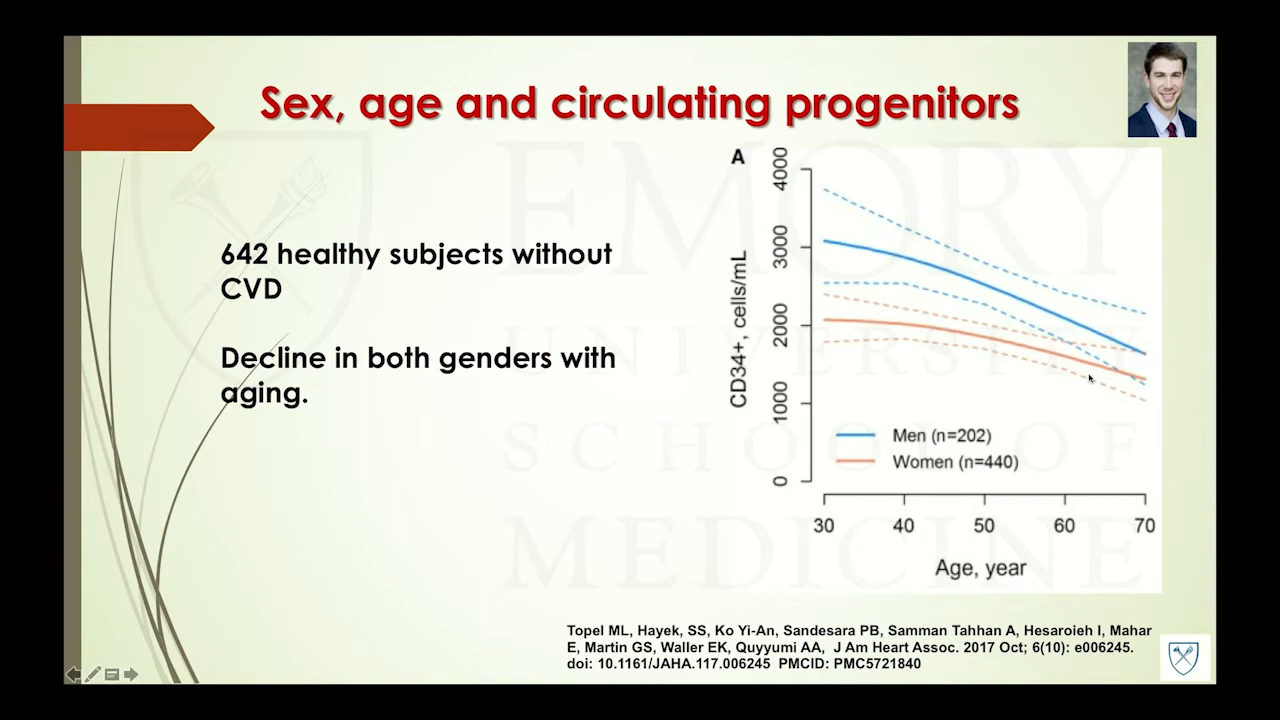 Sex, age and circulating progenitors
642 healthy subjects without
CVD
Decline in both genders with
aging.
A
CD34+, cells/mL
4000
3000
2000
1000
0
Men (n=202)
Women (n=440)
30 40 50 60 70
Age, year
EMORY
UNIVERSITY
SCHOOL OF
MEDICINE
Topel ML, Hayek, SS, Ko Yi-An, Sandesara PB, Samman Tahhan A, Hesaroieh I, Mahar
E, Martin GS, Waller EK, Quyyumi AA, J Am Heart Assoc. 2017 Oct; 6(10): e006245.
doi: 10.1161/JAHA.117.006245 PMCID: PMC5721840